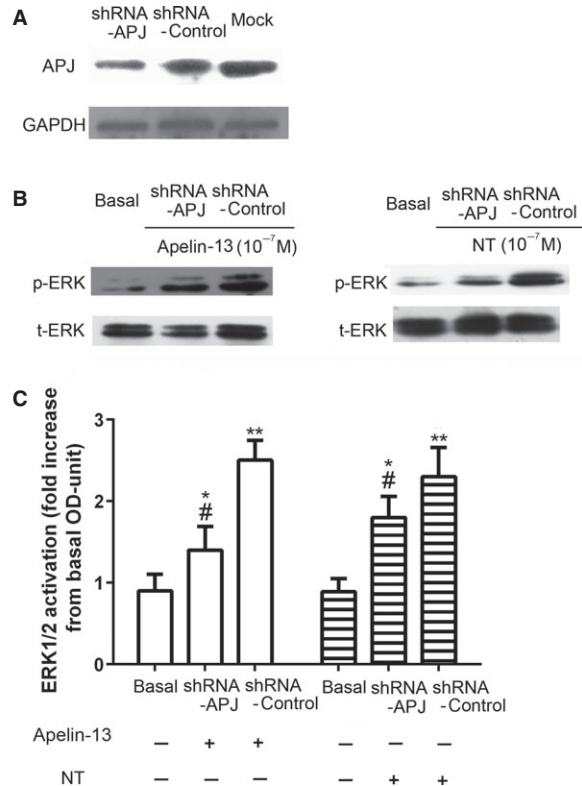 A
shRNA shRNA Mock
-APJ -Control
APJ
GAPDH
B
Basal shRNA shRNA
-APJ -Control
Apelin-13 (10⁻⁷M)
p-ERK
t-ERK
Basal shRNA shRNA
-APJ -Control
NT (10⁻⁷M)
p-ERK
t-ERK
C
ERK1/2 activation (fold increase
from basal OD-unit)
3
2
1
0
* # **
* # **
Basal shRNA shRNA Basal shRNA shRNA
-APJ -Control -APJ -Control
Apelin-13 – + + – – –
NT – – – – + +